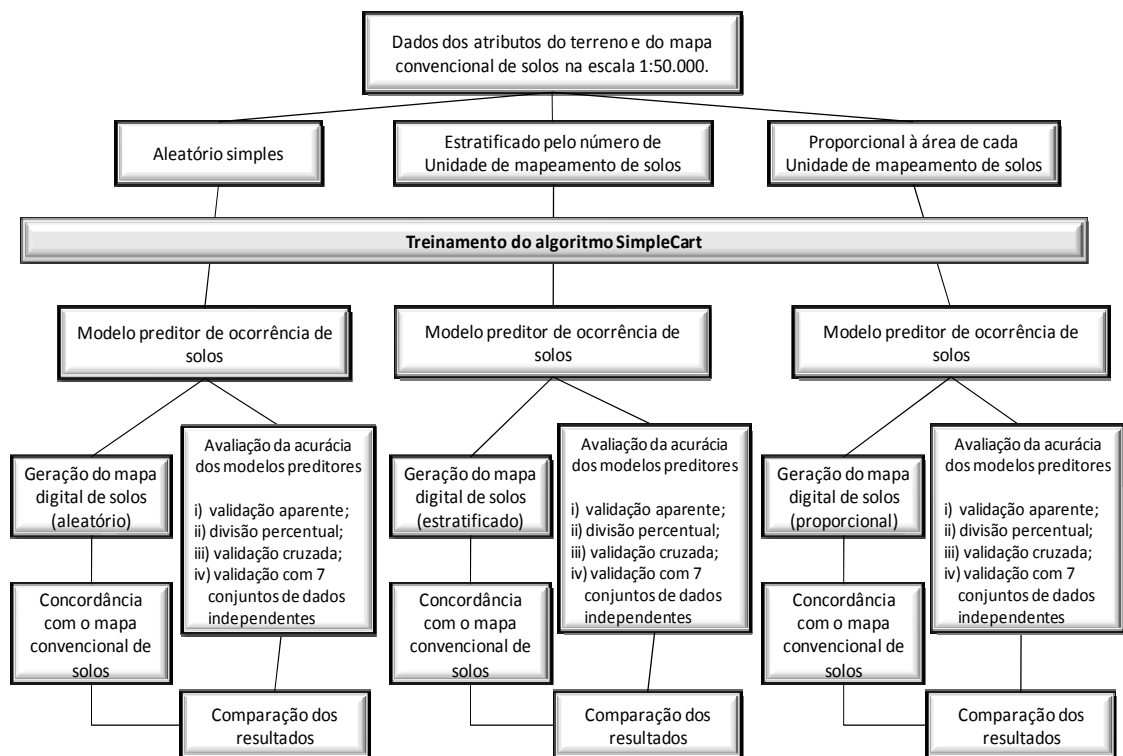 Dados dos atributos do terreno e do mapa
convencional de solos na escala 1:50.000.
Aleatório simples
Estratificado pelo número de
Unidade de mapeamento de solos
Proporcional à área de cada
Unidade de mapeamento de solos
Treinamento do algoritmo SimpleCart
Modelo preditor de ocorrência de
solos
Modelo preditor de ocorrência de
solos
Modelo preditor de ocorrência de
solos
Geração do mapa
digital de solos
(aleatório)
Avaliação da acurácia
dos modelos preditores
i) validação aparente;
ii) divisão percentual;
iii) validação cruzada;
iv) validação com 7
conjuntos de dados
independentes
Geração do mapa
digital de solos
(estratificado)
Avaliação da acurácia
dos modelos preditores
i) validação aparente;
ii) divisão percentual;
iii) validação cruzada;
iv) validação com 7
conjuntos de dados
independentes
Geração do mapa
digital de solos
(proporcional)
Avaliação da acurácia
dos modelos preditores
i) validação aparente;
ii) divisão percentual;
iii) validação cruzada;
iv) validação com 7
conjuntos de dados
independentes
Concordância
com o mapa
convencional de
solos
Concordância
com o mapa
convencional de
solos
Concordância
com o mapa
convencional de
solos
Comparação dos
resultados
Comparação dos
resultados
Comparação dos
resultados